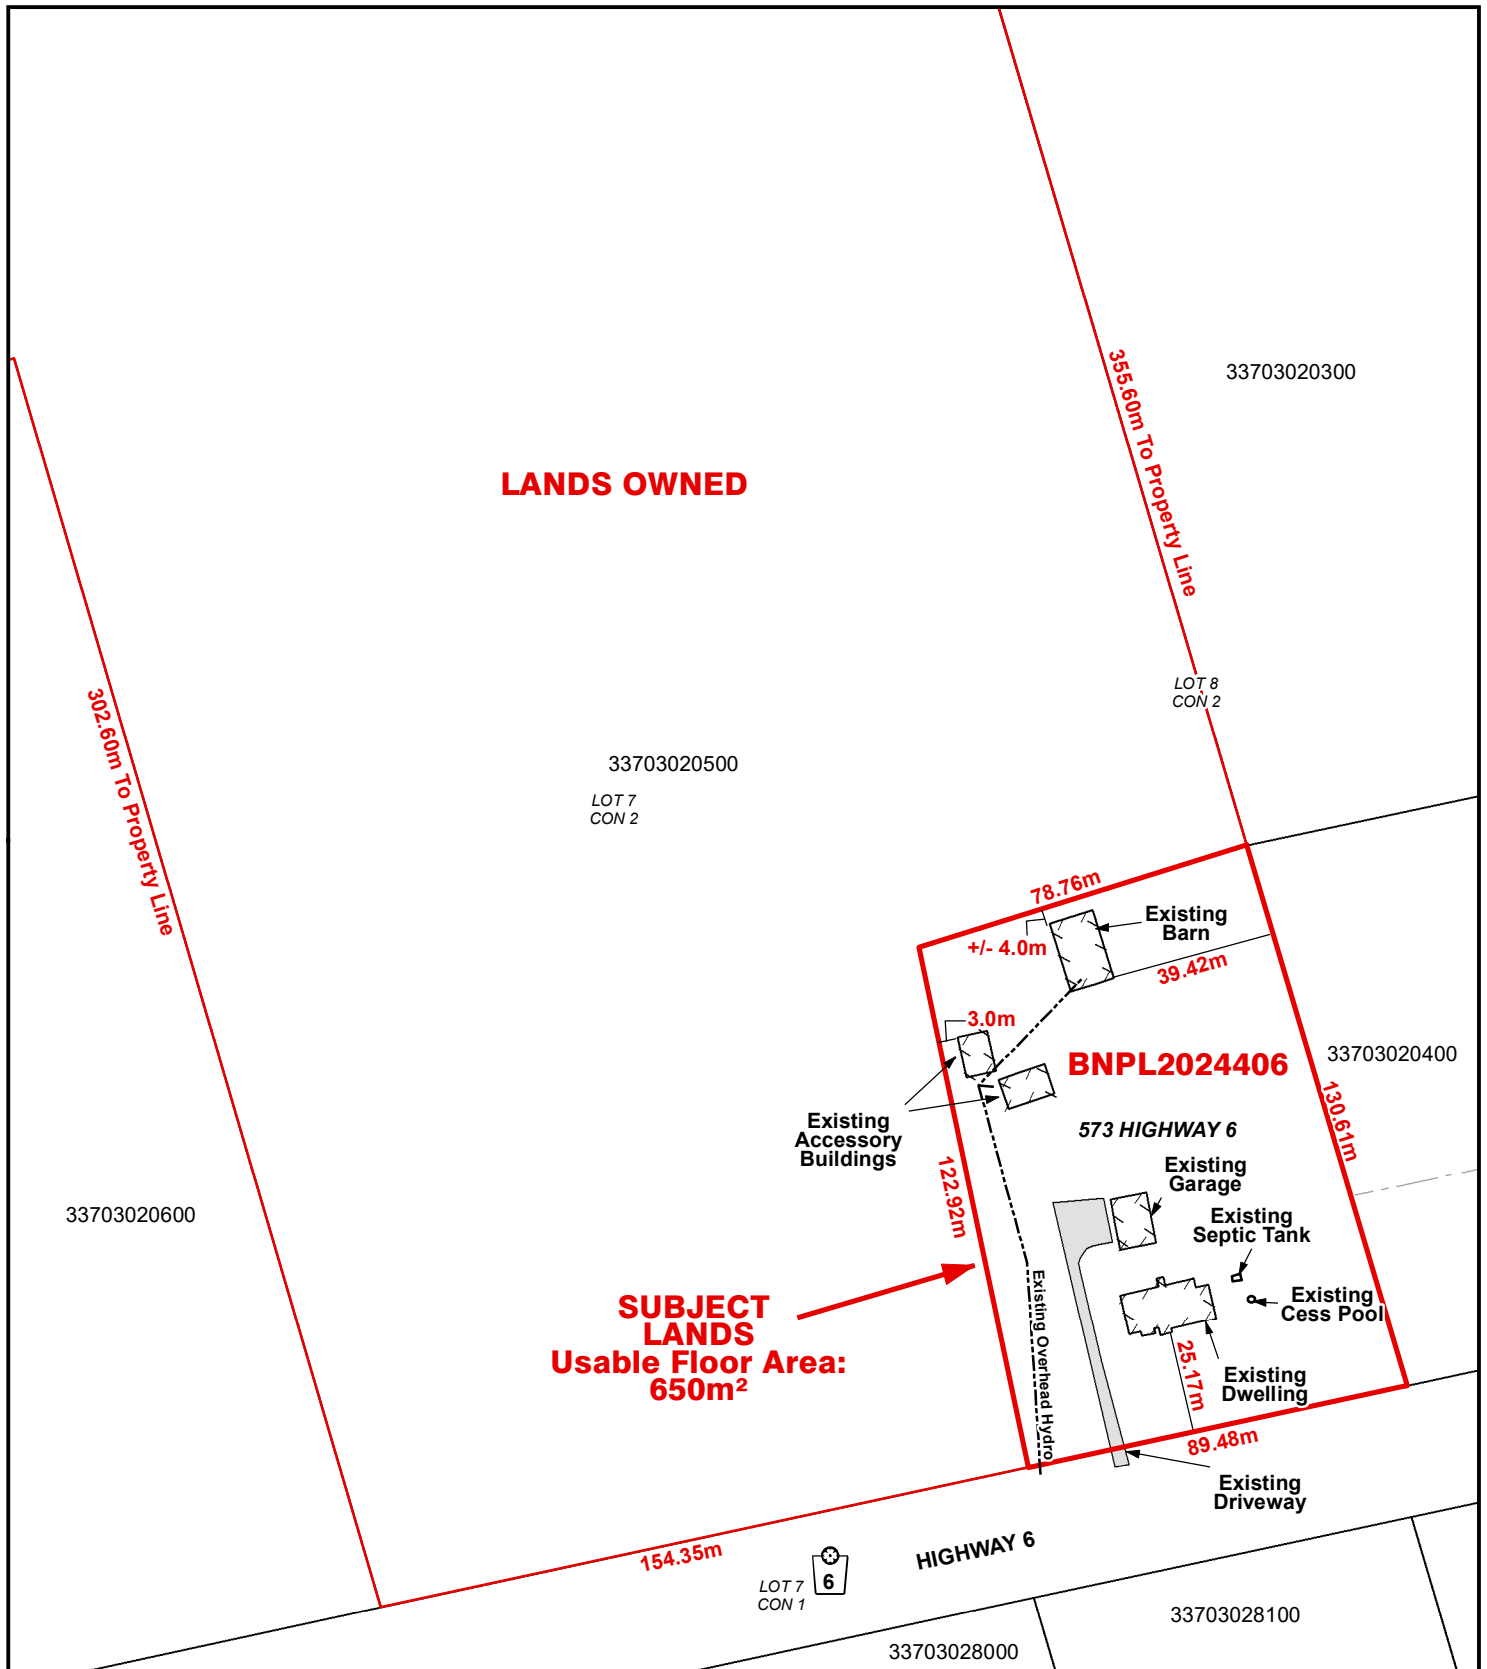 355.60m To Property Line
33703020300
LANDS OWNED
LOT 8
CON 2
302.60m To Property Line
33703020500
LOT 7
CON 2
78.76m
Existing
Barn
+/- 4.0m
39.42m
3.0m
BNPL2024406
33703020400
573 HIGHWAY 6
Existing
Accessory
Buildings
130.61m
122.92m
Existing
Garage
33703020600
Existing
Septic Tank
Existing
Cess Pool
Existing Overhead Hydro
SUBJECT
LANDS
Usable Floor Area:
650m²
25.17m
Existing
Dwelling
89.48m
Existing
Driveway
154.35m
HIGHWAY 6
6
LOT 7
CON 1
33703028100
33703028000